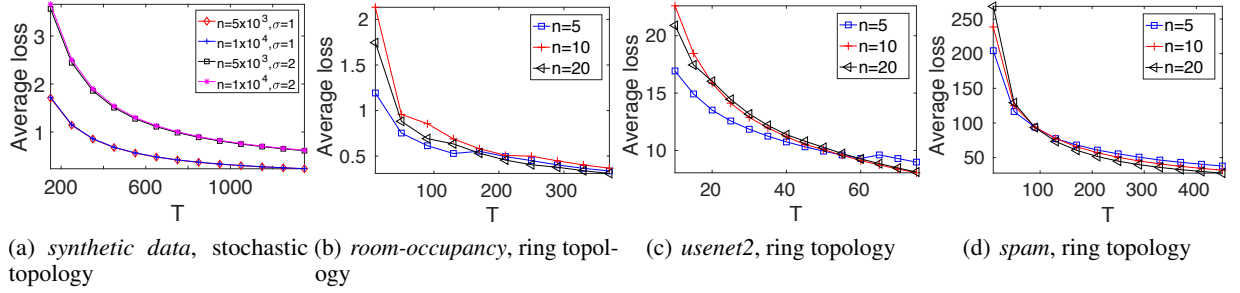 Average loss
3
2
1
200
600
1000
T
n=5x10³,σ=1
n=1x10⁴,σ=1
n=5x10³,σ=2
n=1x10⁴,σ=2
(a) synthetic data, stochastic
topology
Average loss
2
1.5
1
0.5
100
200
300
T
n=5
n=10
n=20
(b) room-occupancy, ring topol-
ogy
Average loss
20
15
10
20
40
60
T
n=5
n=10
n=20
(c) usenet2, ring topology
Average loss
250
200
150
100
50
100
200
300
400
T
n=5
n=10
n=20
(d) spam, ring topology